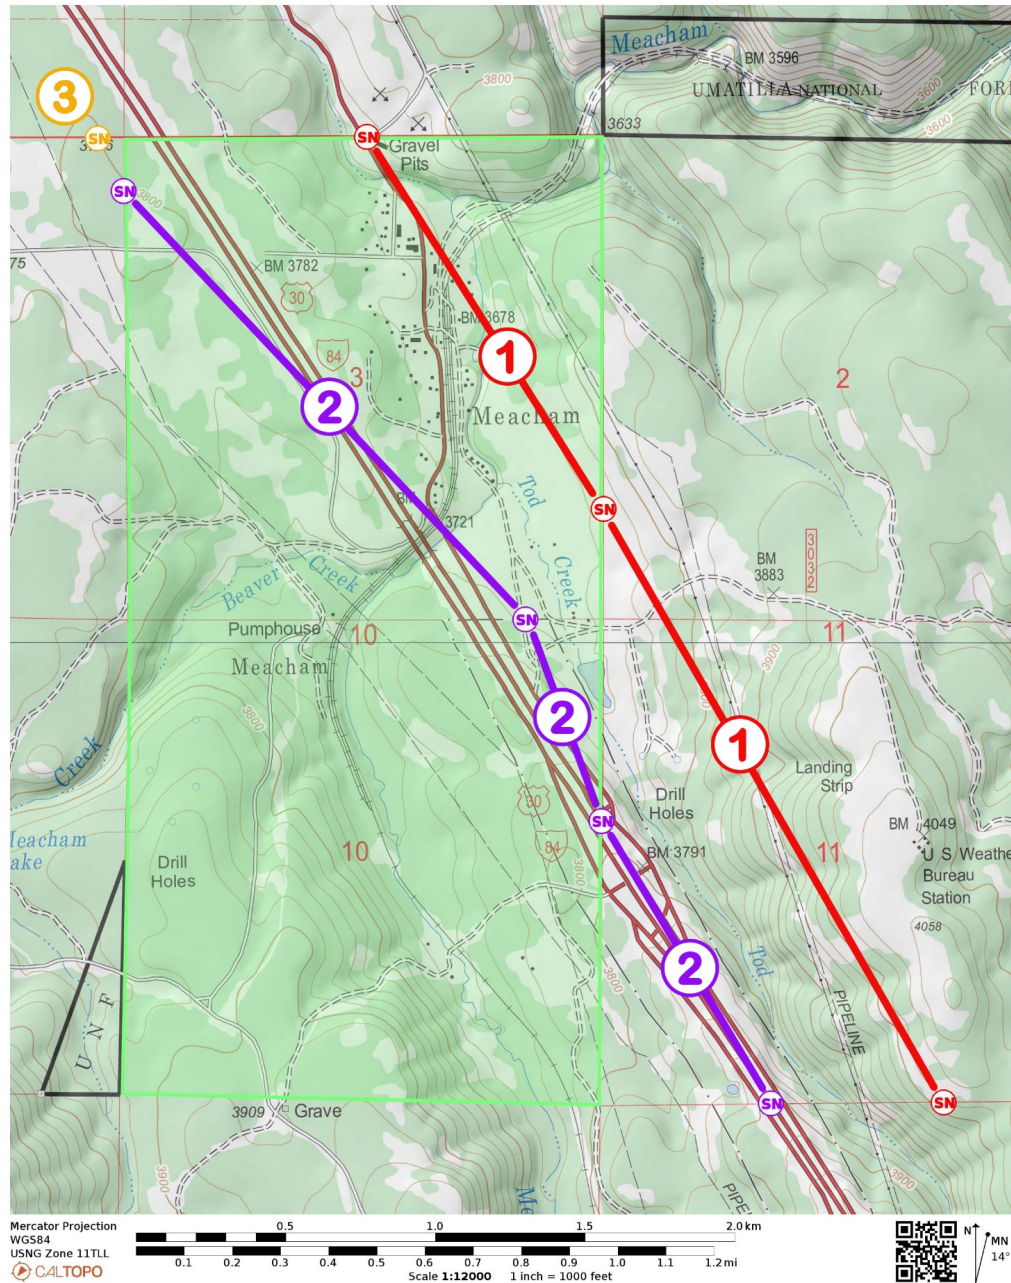 Meacham
BM 3596
UMATILLA NATIONAL
3800
3600
3
3633
3600
SN
SN
Gravel
Pits
SN
3800
BM 3782
30
BM 3678
84
3
1
2
2
Meacham
Tod
SN
3721
BM
3883
3032
Beaver
Creek
Creek
SN
Pumphouse
10
11
Meacham
3900
3800
2
1
Creek
Landing
Strip
30
Drill
Holes
SN
84
BM 4049
BM 3791
10
11
3800
Drill
Holes
Bureau
Station
4058
2
Tod
3800
U N F
PIPELINE
SN
SN
3909
Grave
3900
3900
Mercator Projection
WGS84
USNG Zone 11TLL
CALTOPO
0.5 1.0 1.5 2.0 km
0.1 0.2 0.3 0.4 0.5 0.6 0.7 0.8 0.9 1.0 1.1 1.2 mi
Scale 1:12000 1 inch = 1000 feet
N
MN
14°